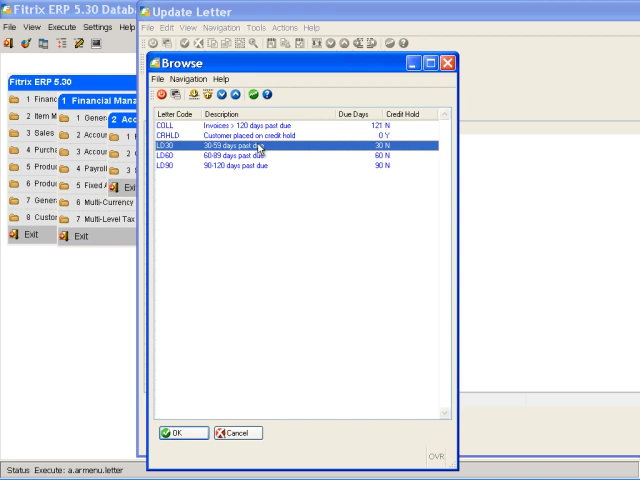 Fitrix ERP 5.30 Databa
Update Letter
File View Execute Settings Help
File Edit View Navigation Tools Actions Help
Browse
File Navigation Help
Fitrix ERP 5.30
1 Financ
1 Financial Mana
2 Item M
1 Gener
2 Acc
3 Sales
2 Accou
4 Purch
3 Accou
5 Produ
4 Payroll
6 Produ
5 Fixed
Exi
7 Gener
6 Multi-Currency
8 Custor
7 Multi-Level Tax
Exit
Exit
Letter Code Description Due Days Credit Hold
COLL Invoices > 120 days past due 121 N
CRHLD Customer placed on credit hold 0 Y
LD30 30-59 days past due 30 N
LD60 60-89 days past due 60 N
LD90 90-120 days past due 90 N
OK Cancel
OVR
Status Execute: a.armenu.letter